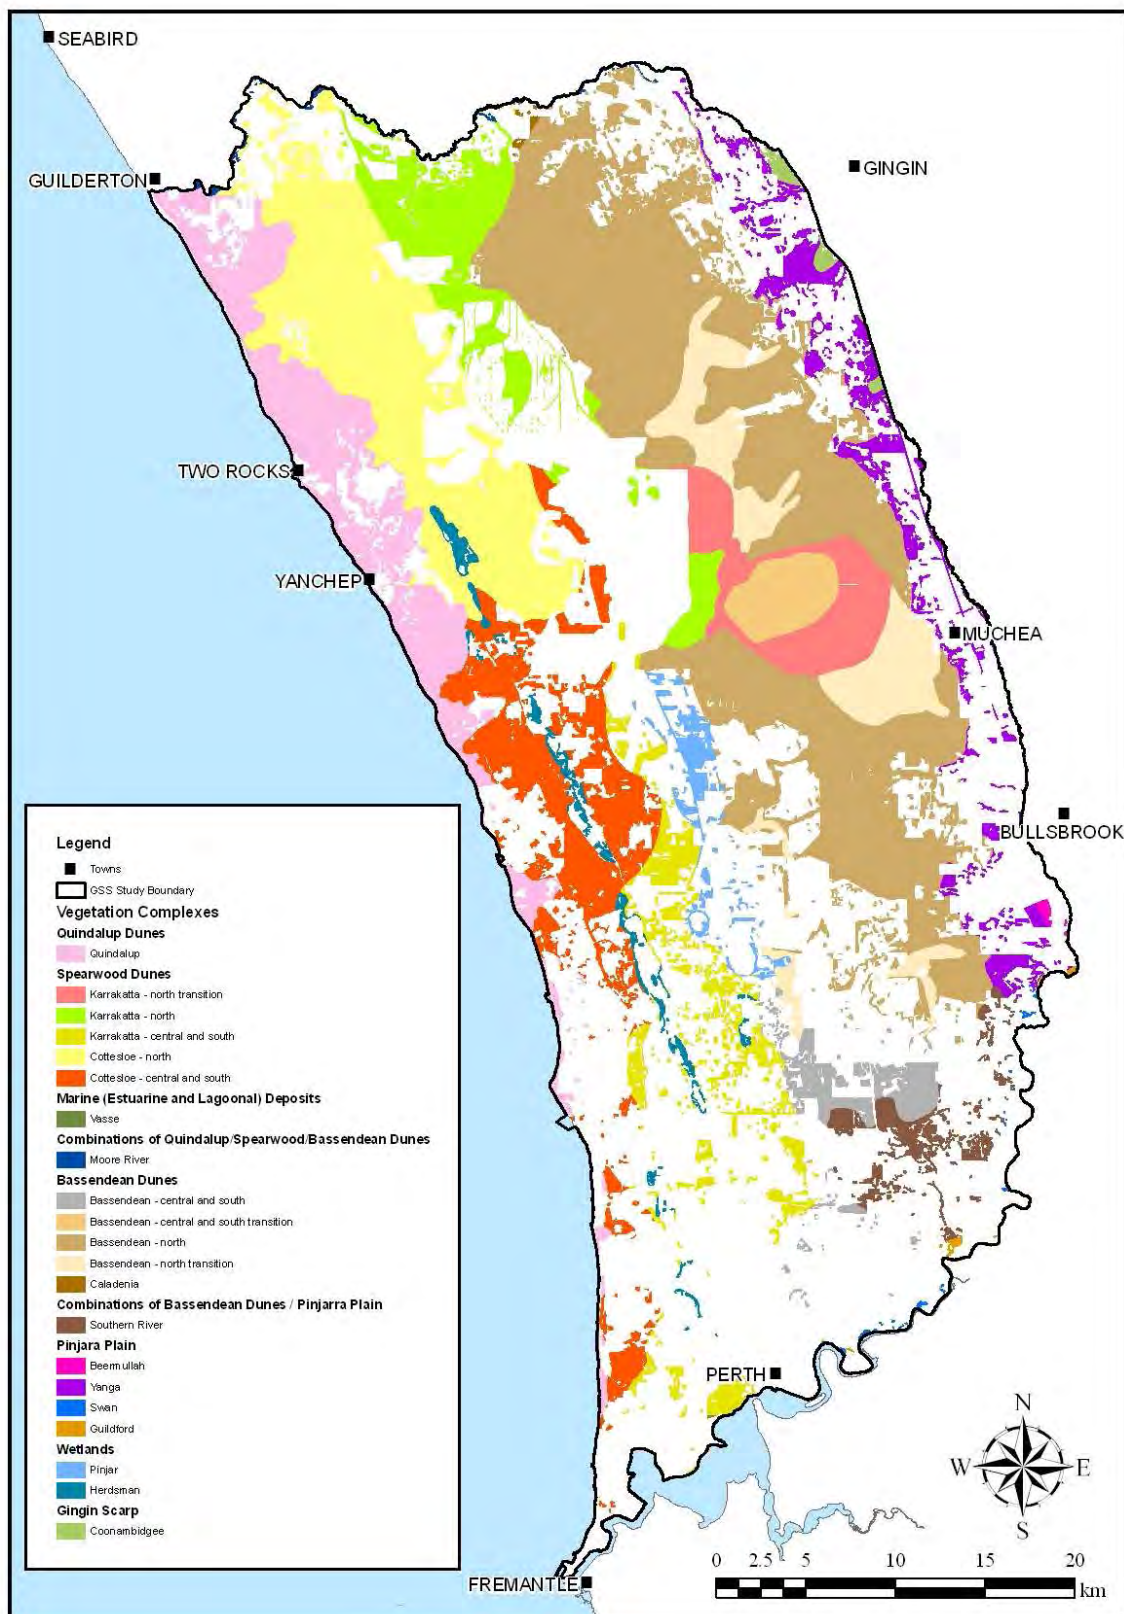 SEABIRD
GINGIN
GUILDERTON
TWO ROCKS
YANCHEP
MUCHEA
BULLSBROOK
Legend
Towns
GSS Study Boundary
Vegetation Complexes
Quindalup Dunes
Quindalup
Spearwood Dunes
Karrakatta - north transition
Karrakatta - north
Karrakatta - central and south
Cottesloe - north
Cottesloe - central and south
Marine (Estuarine and Lagoonal) Deposits
Vasse
Combinations of Quindalup/Spearwood/Bassendean Dunes
Moore River
Bassendean Dunes
Bassendean - central and south
Bassendean - central and south transition
Bassendean - north
Bassendean - north transition
Caladenia
Combinations of Bassendean Dunes / Pinjarra Plain
Southern River
Pinjara Plain
Beermullah
Yanga
Swan
Guildford
Wetlands
Pinjar
Herdsman
Gingin Scarp
Coonambidgee
PERTH
N
W E
S
0 2.5 5 10 15 20
km
FREMANTLE